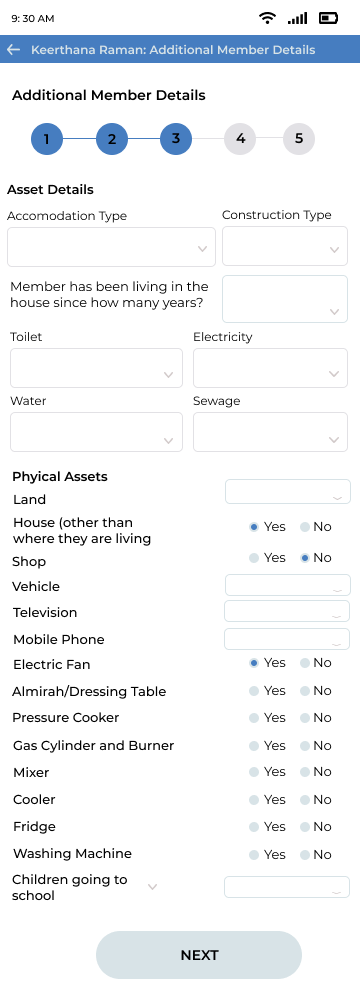 9: 30 AM
Keerthana Raman: Additional Member Details
Additional Member Details
1 2 3 4 5
Asset Details
Accomodation Type Construction Type
Member has been living in the
house since how many years?
Toilet Electricity
Water Sewage
Phyical Assets
Land
House (other than
where they are living
Yes No
Shop Yes No
Vehicle
Television
Mobile Phone
Electric Fan Yes No
Almirah/Dressing Table Yes No
Pressure Cooker Yes No
Gas Cylinder and Burner Yes No
Mixer Yes No
Cooler Yes No
Fridge Yes No
Washing Machine Yes No
Children going to
school
NEXT